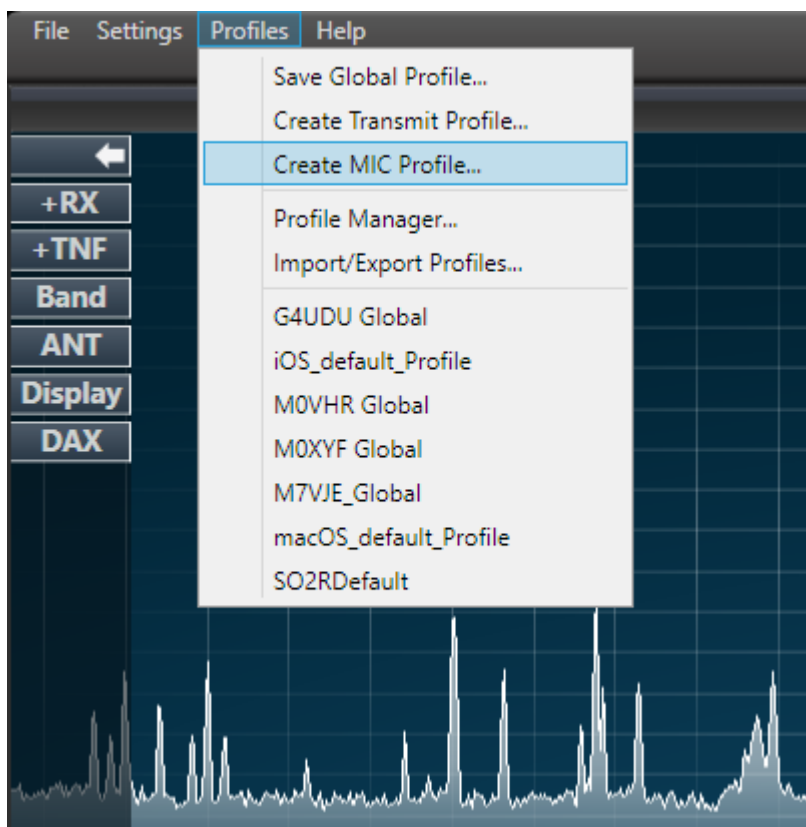 File Settings Profiles Help
Save Global Profile...
Create Transmit Profile...
Create MIC Profile...
Profile Manager...
Import/Export Profiles...
G4UDU Global
iOS_default_Profile
M0VHR Global
M0XYF Global
M7VJE_Global
macOS_default_Profile
SO2RDefault
+RX
+TNF
Band
ANT
Display
DAX